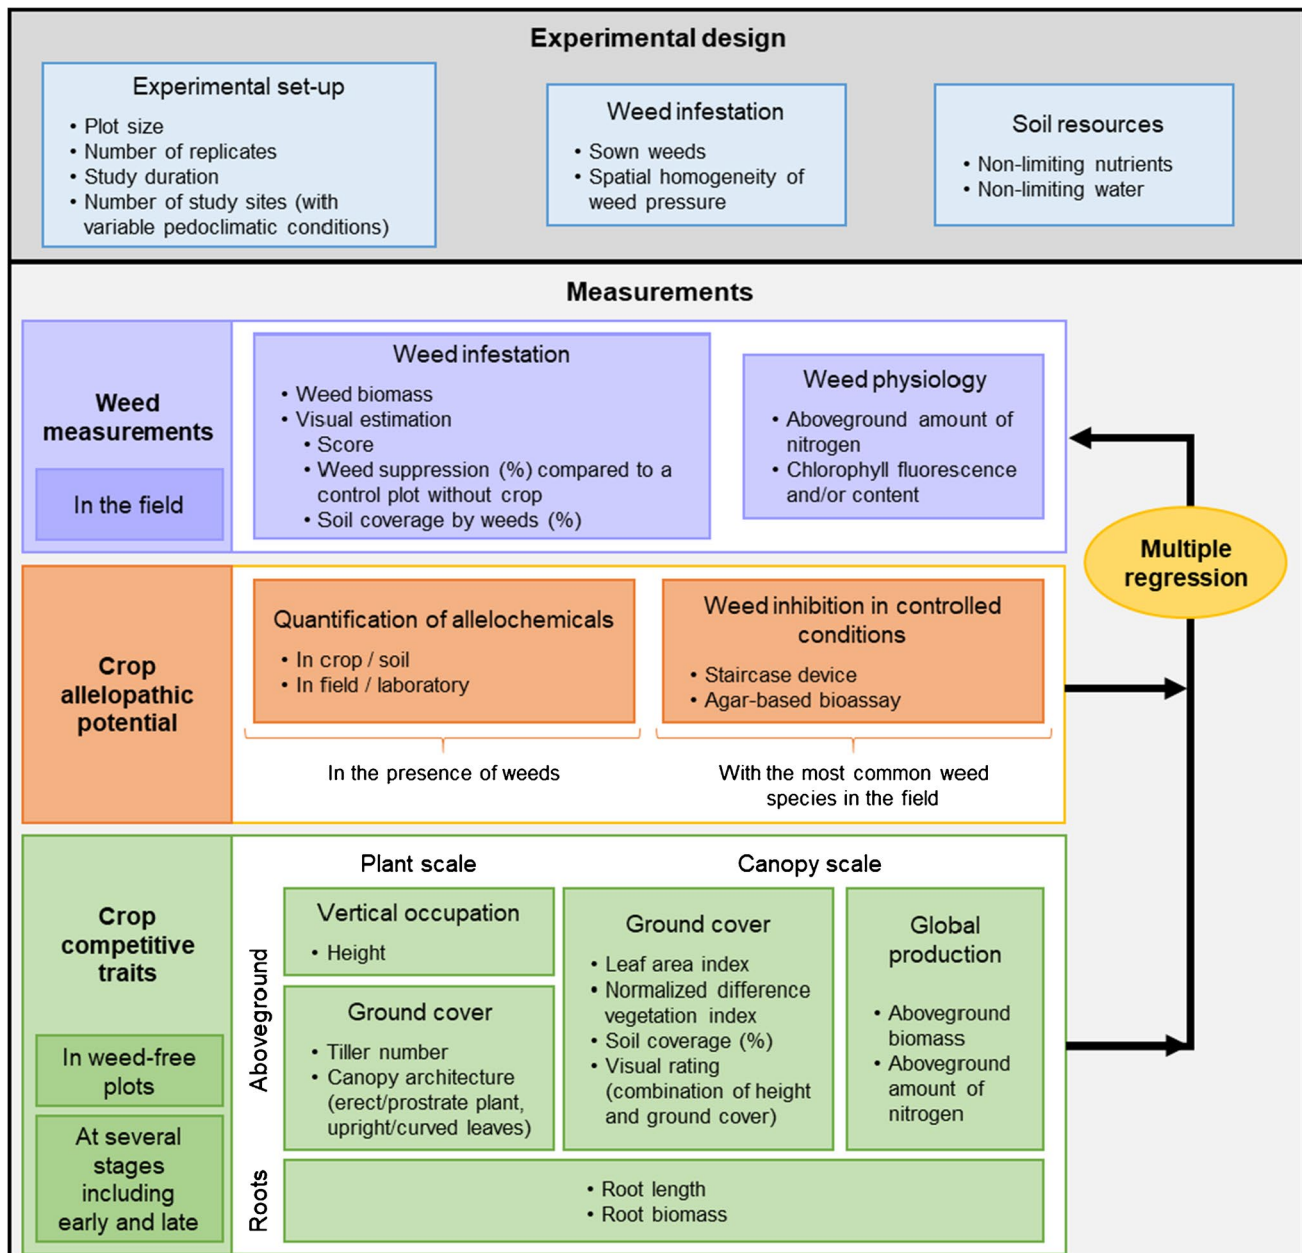 Experimental design
Experimental set-up
• Plot size
• Number of replicates
• Study duration
• Number of study sites (with
variable pedoclimatic conditions)
Weed infestation
• Sown weeds
• Spatial homogeneity of
weed pressure
Soil resources
• Non-limiting nutrients
• Non-limiting water
Measurements
Weed
measurements
In the field
Weed infestation
• Weed biomass
• Visual estimation
• Score
• Weed suppression (%) compared to a
control plot without crop
• Soil coverage by weeds (%)
Weed physiology
• Aboveground amount of
nitrogen
• Chlorophyll fluorescence
and/or content
Multiple
regression
Crop
allelopathic
potential
Quantification of allelochemicals
• In crop / soil
• In field / laboratory
In the presence of weeds
Weed inhibition in controlled
conditions
• Staircase device
• Agar-based bioassay
With the most common weed
species in the field
Crop
competitive
traits
In weed-free
plots
At several
stages
including
early and late
Plant scale
Canopy scale
Aboveground
Vertical occupation
• Height
Ground cover
• Tiller number
• Canopy architecture
(erect/prostrate plant,
upright/curved leaves)
Ground cover
• Leaf area index
• Normalized difference
vegetation index
• Soil coverage (%)
• Visual rating
(combination of height
and ground cover)
Global
production
• Aboveground
biomass
• Aboveground
amount of
nitrogen
Roots
• Root length
• Root biomass